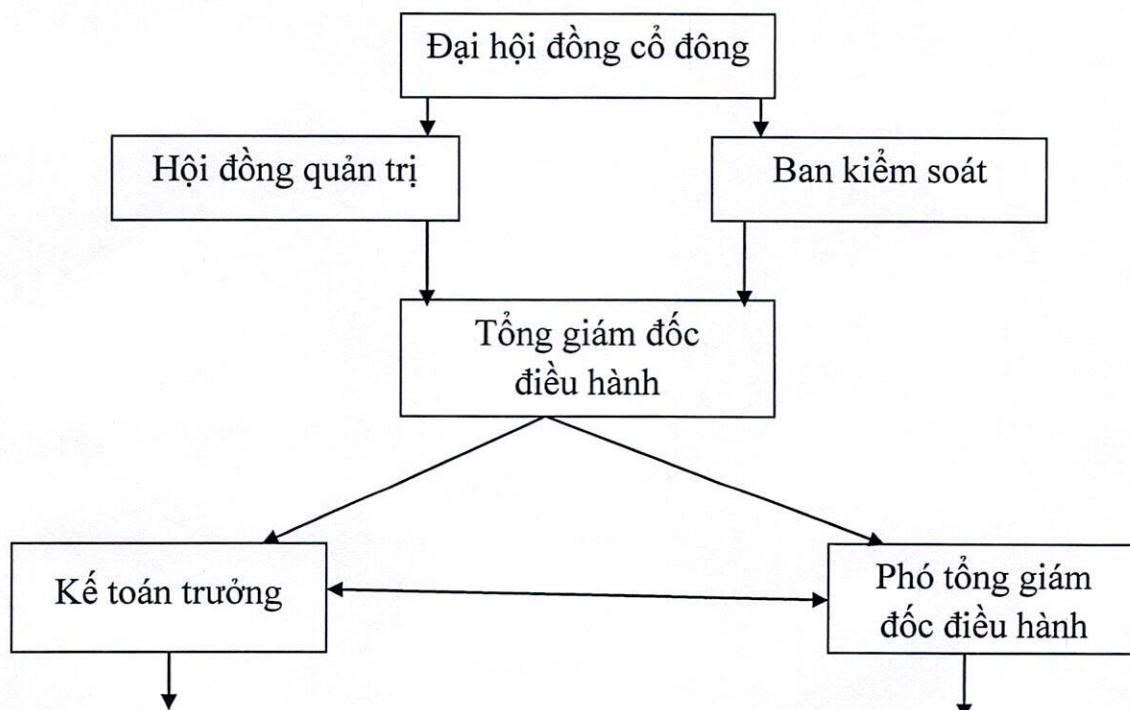 Đại hội đồng cổ đông
Hội đồng quản trị
Ban kiểm soát
Tổng giám đốc
điều hành
Kế toán trưởng
Phó tổng giám
đốc điều hành